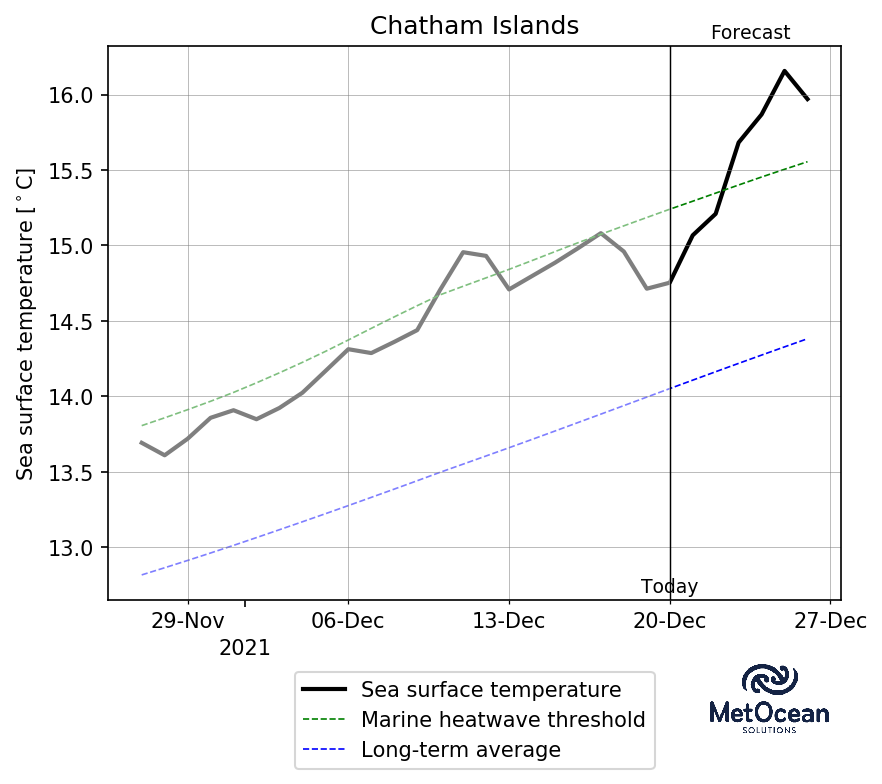 Chatham Islands
Forecast
Sea surface temperature [°C]
16.0
15.5
15.0
14.5
14.0
13.5
13.0
Today
29-Nov 06-Dec 13-Dec 20-Dec 27-Dec
2021
Sea surface temperature
Marine heatwave threshold
Long-term average
MetOcean
SOLUTIONS